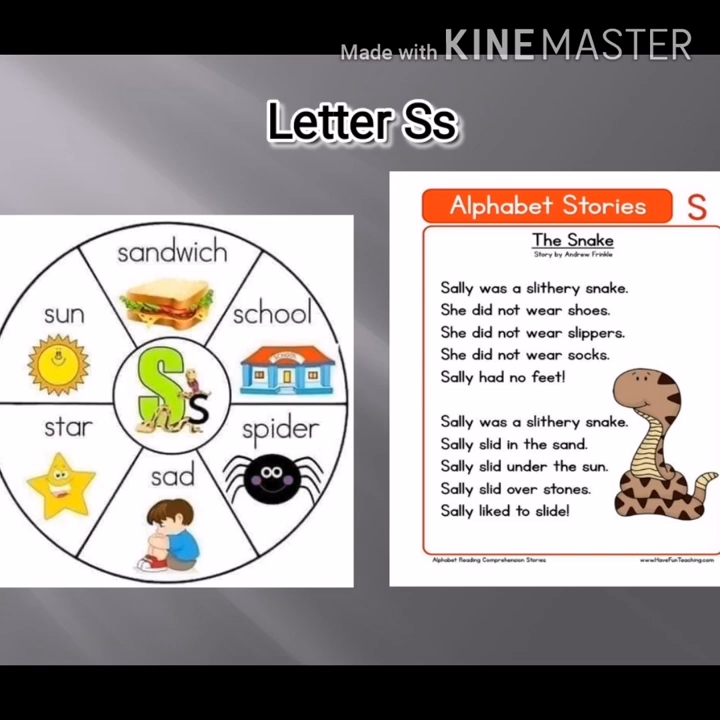 Made with KINEMASTER
Letter Ss
sandwich
sun
school
SCHOOL
Ss
star
spider
sad
Alphabet Stories S
The Snake
Story by Andrew Frinkle
Sally was a slithery snake.
She did not wear shoes.
She did not wear slippers.
She did not wear socks.
Sally had no feet!
Sally was a slithery snake.
Sally slid in the sand.
Sally slid under the sun.
Sally slid over stones.
Sally liked to slide!
Alphabet Reading Comprehension Stories
www.HaveFunTeaching.com